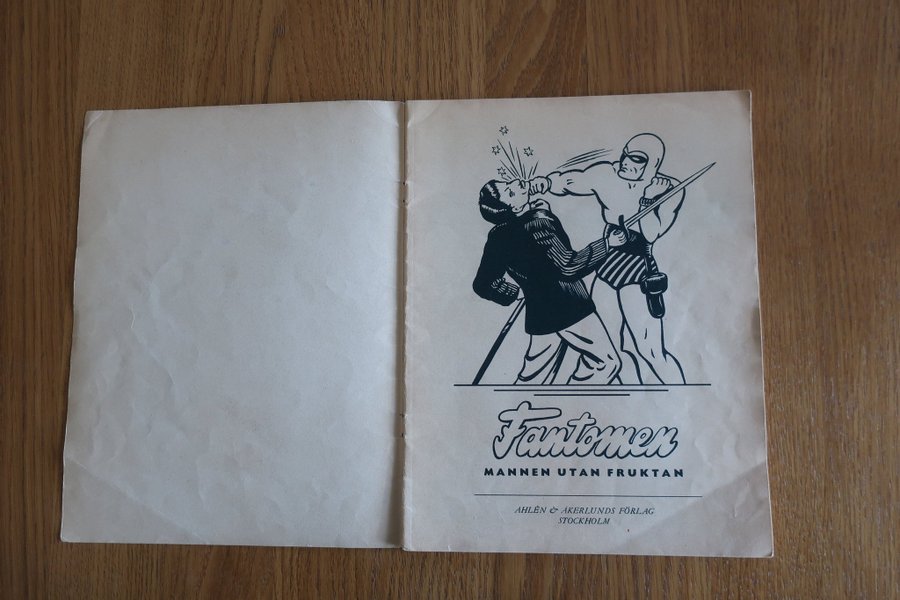 Fantomen
MANNEN UTAN FRUKTAN
AHLÉN & ÅKERLUNDS FÖRLAG
STOCKHOLM